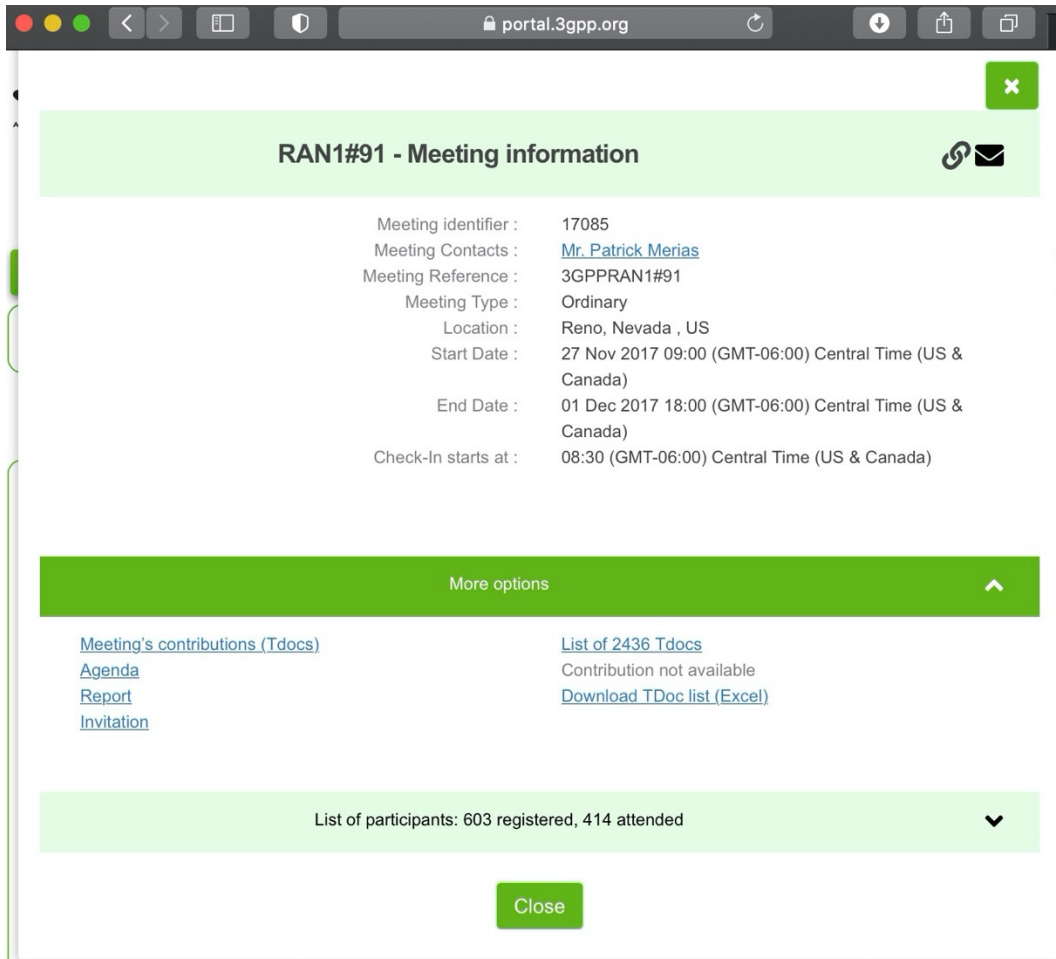 portal.3gpp.org
RAN1#91 - Meeting information
Meeting identifier : 17085
Meeting Contacts : Mr. Patrick Merias
Meeting Reference : 3GPPRAN1#91
Meeting Type : Ordinary
Location : Reno, Nevada , US
Start Date : 27 Nov 2017 09:00 (GMT-06:00) Central Time (US &
Canada)
End Date : 01 Dec 2017 18:00 (GMT-06:00) Central Time (US &
Canada)
Check-In starts at : 08:30 (GMT-06:00) Central Time (US & Canada)
More options
Meeting's contributions (Tdocs) List of 2436 Tdocs
Agenda Contribution not available
Report Download TDoc list (Excel)
Invitation
List of participants: 603 registered, 414 attended
Close